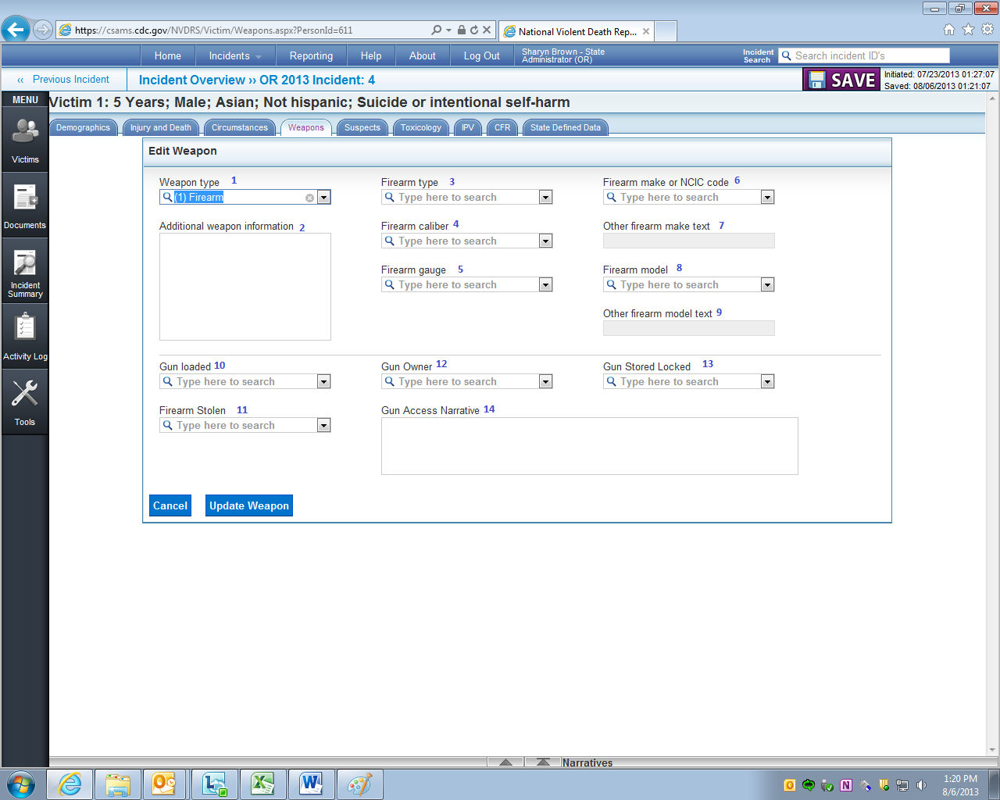 https://csams.cdc.gov/NVDRS/Victim/Weapons.aspx?PersonId=611
National Violent Death Rep...
Home Incidents Reporting Help About Log Out Sharyn Brown - State Administrator (OR) Incident Search Search incident ID's
‹‹ Previous Incident
Incident Overview ›› OR 2013 Incident: 4
SAVE
Initiated: 07/23/2013 01:27:07
Saved: 08/06/2013 01:21:07
MENU
Victim 1: 5 Years; Male; Asian; Not hispanic; Suicide or intentional self-harm
Demographics Injury and Death Circumstances Weapons Suspects Toxicology IPV CFR State Defined Data
Victims
Documents
Incident
Summary
Activity Log
Tools
Edit Weapon
Weapon type 1
(1) Firearm
Firearm type 3
Type here to search
Firearm make or NCIC code 6
Type here to search
Additional weapon information 2
Firearm caliber 4
Type here to search
Other firearm make text 7
Firearm gauge 5
Type here to search
Firearm model 8
Type here to search
Other firearm model text 9
Gun loaded 10
Type here to search
Gun Owner 12
Type here to search
Gun Stored Locked 13
Type here to search
Firearm Stolen 11
Type here to search
Gun Access Narrative 14
Cancel Update Weapon
Narratives
1:20 PM
8/6/2013